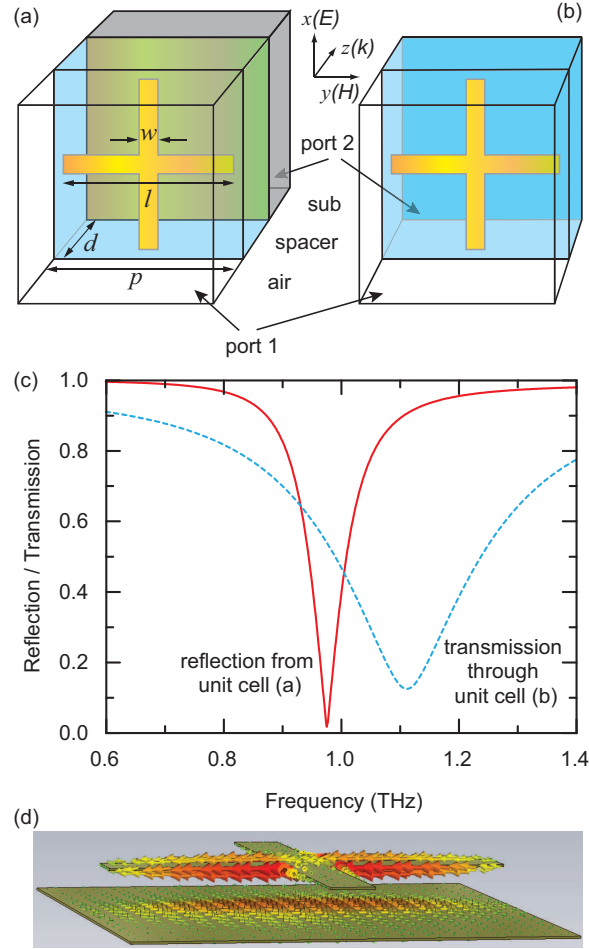 (a)
(b)
x(E)
z(k)
y(H)
w
port 2
l
sub
d
spacer
p
air
port 1
(c)
1.0
0.8
0.6
0.4
0.2
0.0
Reflection / Transmission
reflection from
unit cell (a)
transmission
through
unit cell (b)
0.6
0.8
1.0
1.2
1.4
Frequency (THz)
(d)